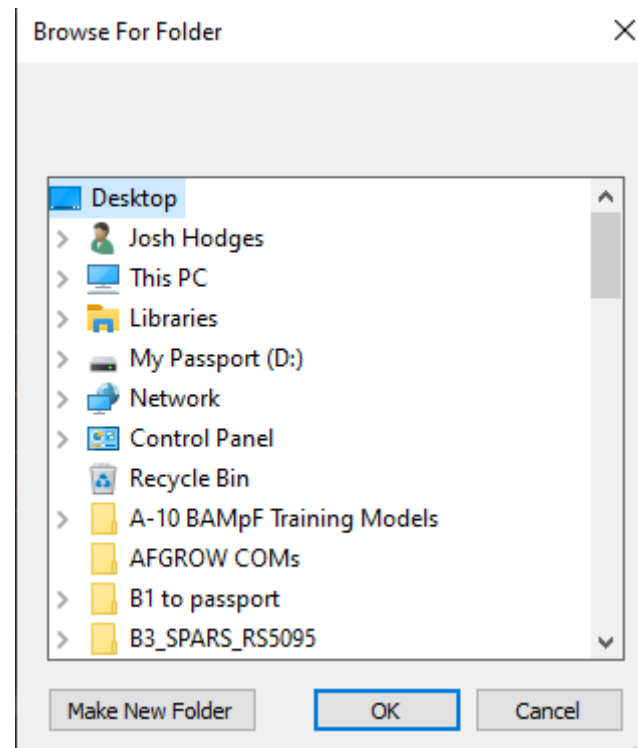 Browse For Folder
Desktop
Josh Hodges
This PC
Libraries
My Passport (D:)
Network
Control Panel
Recycle Bin
A-10 BAMpF Training Models
AFGROW COMs
B1 to passport
B3_SPARS_RS5095
Make New Folder OK Cancel